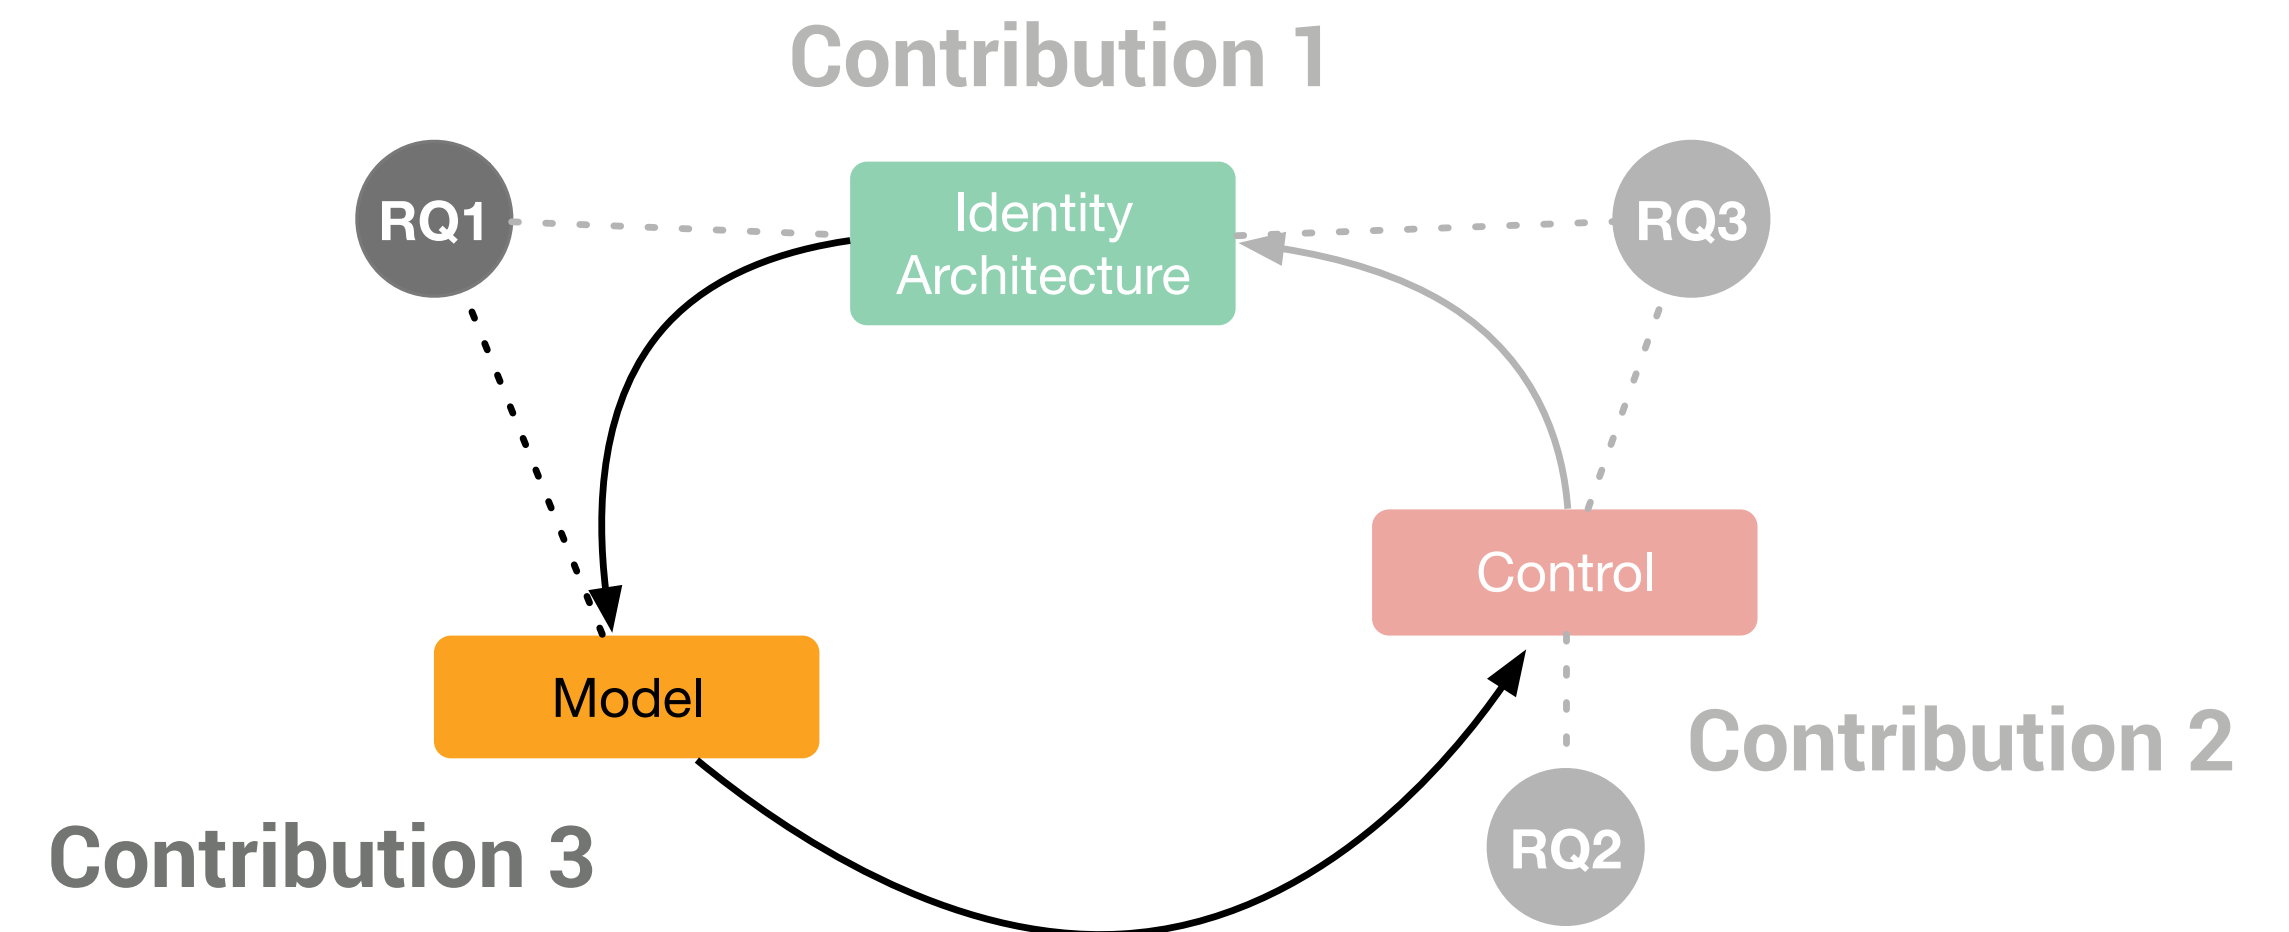 Contribution 1
RQ1
Identity
Architecture
RQ3
Control
Model
Contribution 2
Contribution 3
RQ2